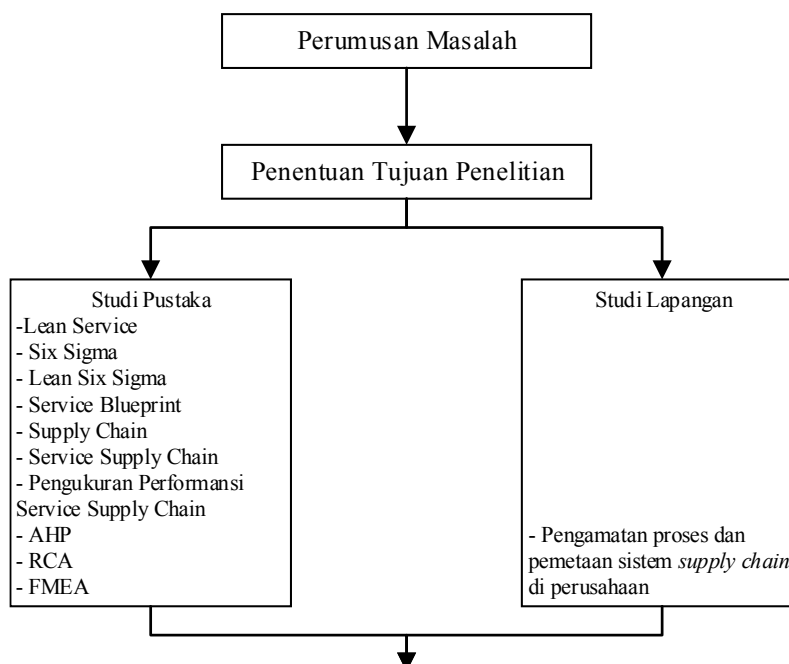 Perumusan Masalah
Penentuan Tujuan Penelitian
Studi Pustaka
-Lean Service
- Six Sigma
- Lean Six Sigma
- Service Blueprint
- Supply Chain
- Service Supply Chain
- Pengukuran Performansi
Service Supply Chain
- AHP
- RCA
- FMEA
Studi Lapangan
- Pengamatan proses dan
pemetaan sistem supply chain
di perusahaan